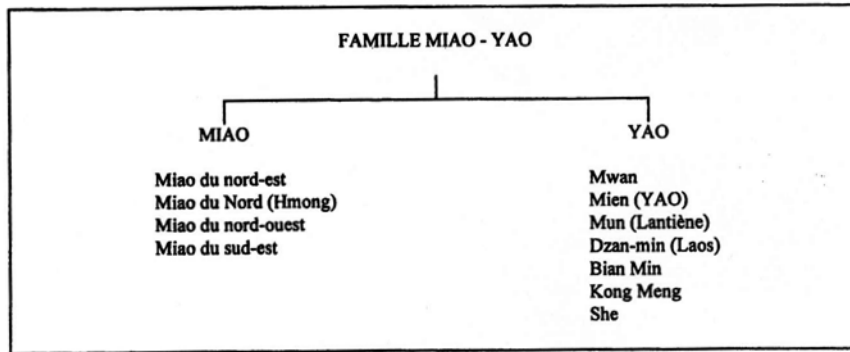 FAMILLE MIAO - YAO
MIAO
Miao du nord-est
Miao du Nord (Hmong)
Miao du nord-ouest
Miao du sud-est
YAO
Mwan
Mien (YAO)
Mun (Lantiène)
Dzan-min (Laos)
Bian Min
Kong Meng
She